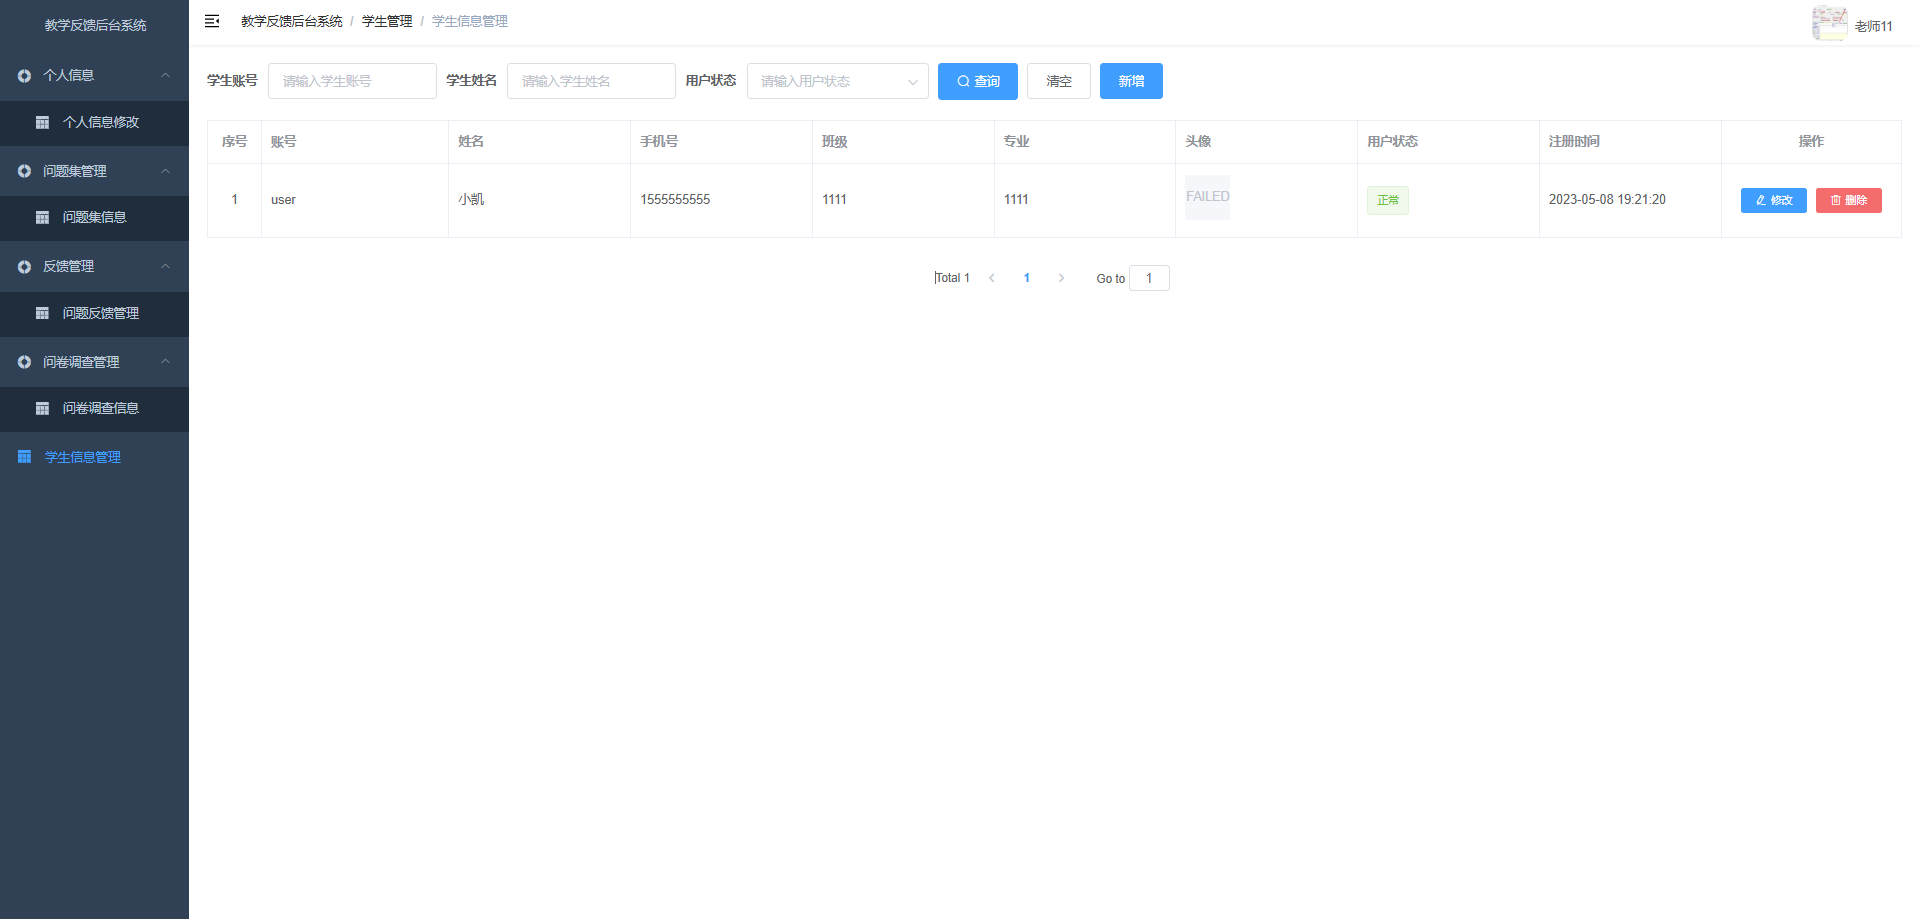 教学反馈后台系统
个人信息
个人信息修改
问题集管理
问题集信息
反馈管理
问题反馈管理
问卷调查管理
问卷调查信息
学生信息管理
教学反馈后台系统 / 学生管理 / 学生信息管理
老师11
学生账号 请输入学生账号 学生姓名 请输入学生姓名 用户状态 请输入用户状态 查询 清空 新增
序号 账号 姓名 手机号 班级 专业 头像 用户状态 注册时间 操作
1 user 小凯 1555555555 1111 1111 FAILED 正常 2023-05-08 19:21:20 修改 删除
Total 1 1 Go to 1